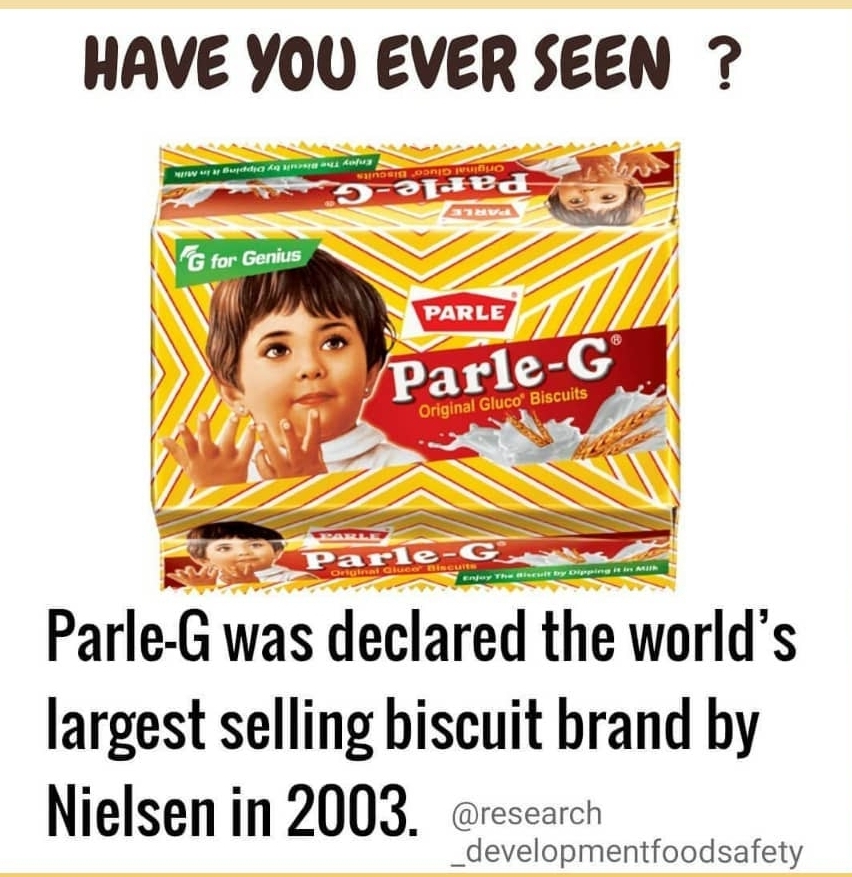 HAVE YOU EVER SEEN ?
Enjoy The Biscuit by Dipping it in Milk
Original Gluco Biscuits
Parle-G®
PARLE
G for Genius
PARLE®
Parle-G®
Original Gluco® Biscuits
PARLE
Parle-G®
Original Gluco® Biscuits
Enjoy The Biscuit by Dipping it in Milk
Parle-G was declared the world’s
largest selling biscuit brand by
Nielsen in 2003.
@research
_developmentfoodsafety